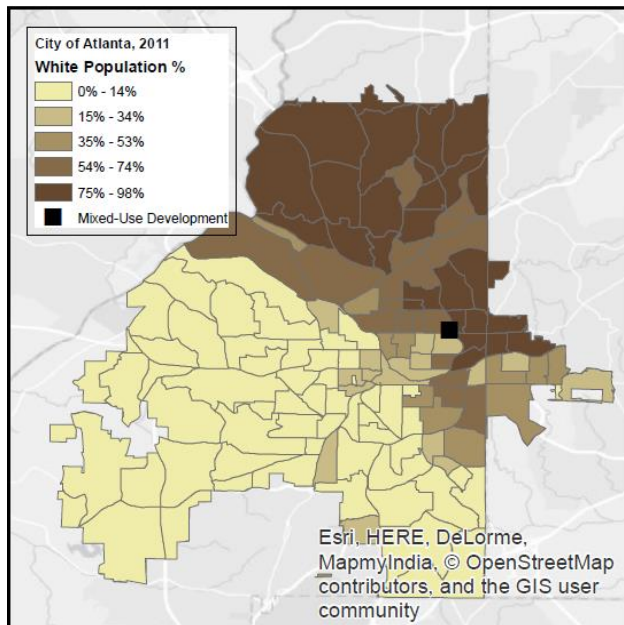 City of Atlanta, 2011
White Population %
0% - 14%
15% - 34%
35% - 53%
54% - 74%
75% - 98%
Mixed-Use Development
Esri, HERE, DeLorme,
MapmyIndia, © OpenStreetMap
contributors, and the GIS user
community